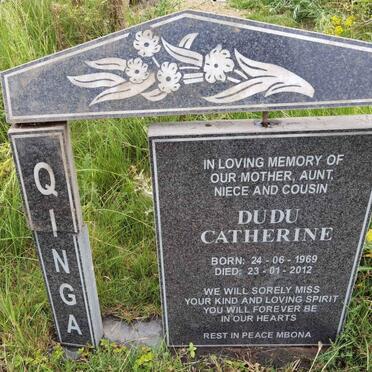 QINGA
IN LOVING MEMORY OF
OUR MOTHER, AUNT,
NIECE AND COUSIN
DUDU
CATHERINE
BORN: 24 - 06 - 1969
DIED: 23 - 01 - 2012
WE WILL SORELY MISS
YOUR KIND AND LOVING SPIRIT
YOU WILL FOREVER BE
IN OUR HEARTS
REST IN PEACE MBONA